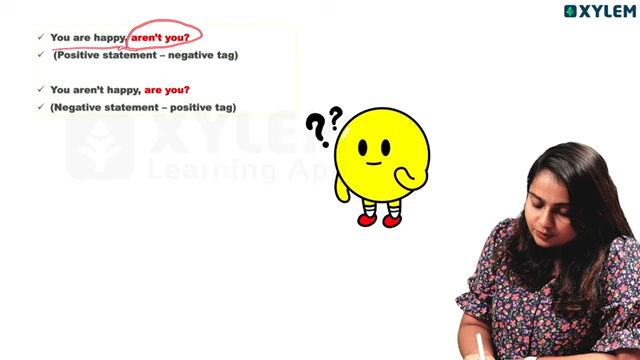 XYLEM
You are happy, aren't you?
(Positive statement – negative tag)
You aren't happy, are you?
(Negative statement – positive tag)
XYLEM
Learning App
??